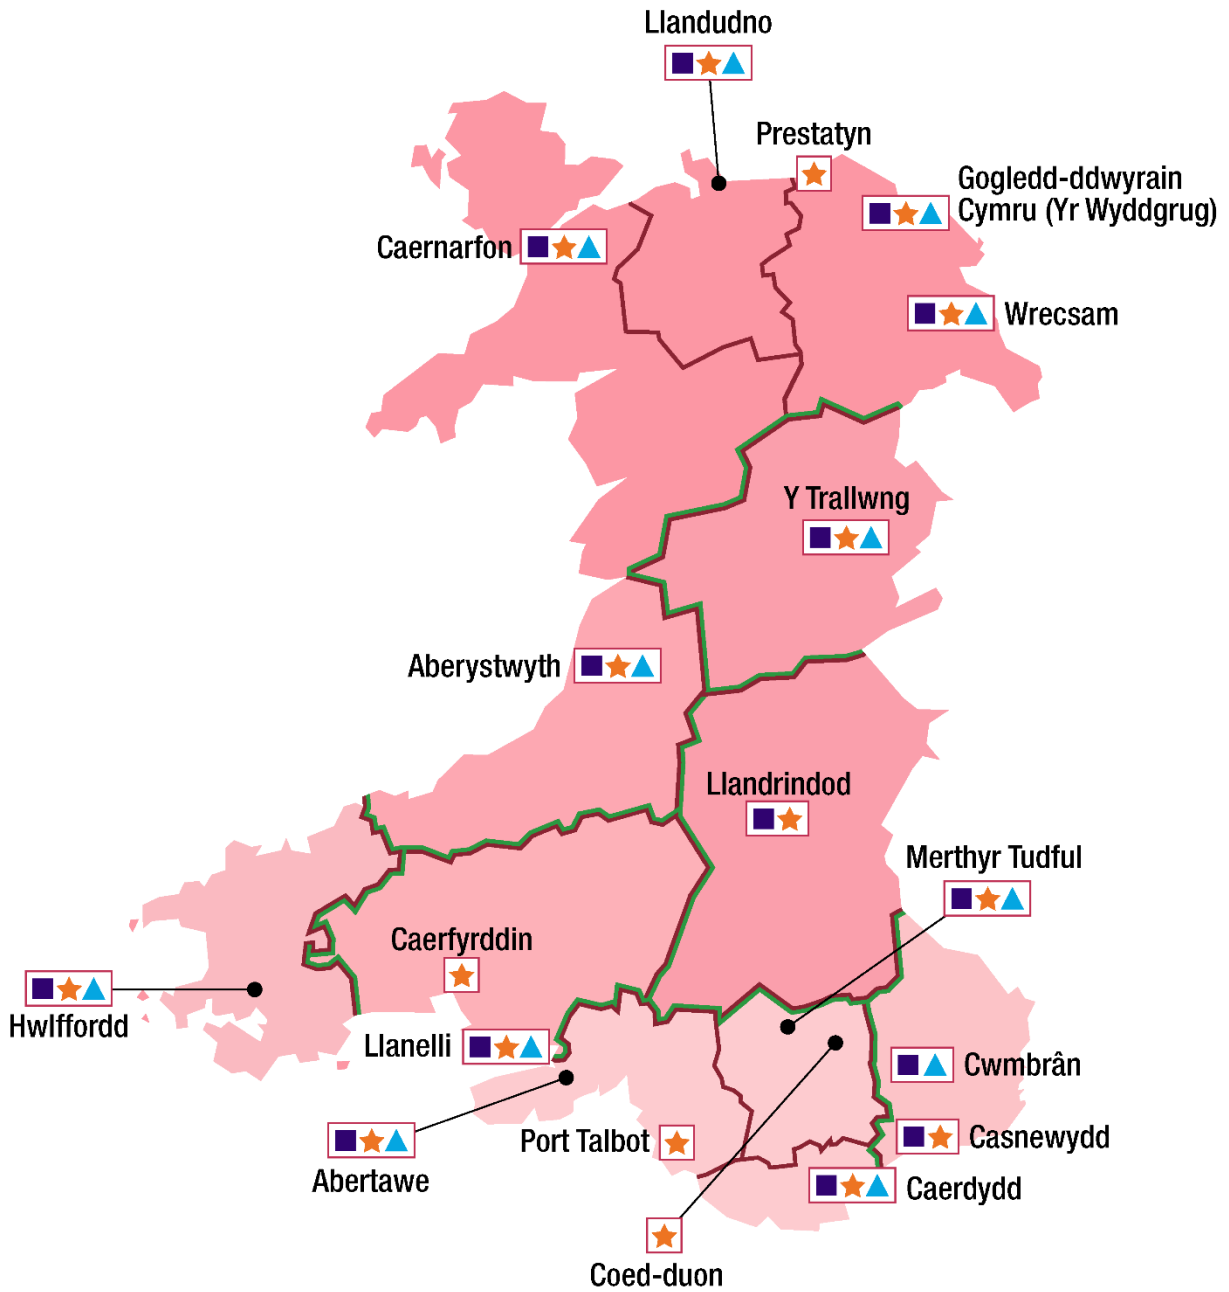 Llandudno
Prestatyn
Gogledd-ddwyrain
Cymru (Yr Wyddgrug)
Caernarfon
Wrecsam
Y Trallwng
Aberystwyth
Llandrindod
Merthyr Tudful
Caerfyrddin
Hwlffordd
Llanelli
Cwmbrân
Port Talbot
Casnewydd
Abertawe
Caerdydd
Coed-duon